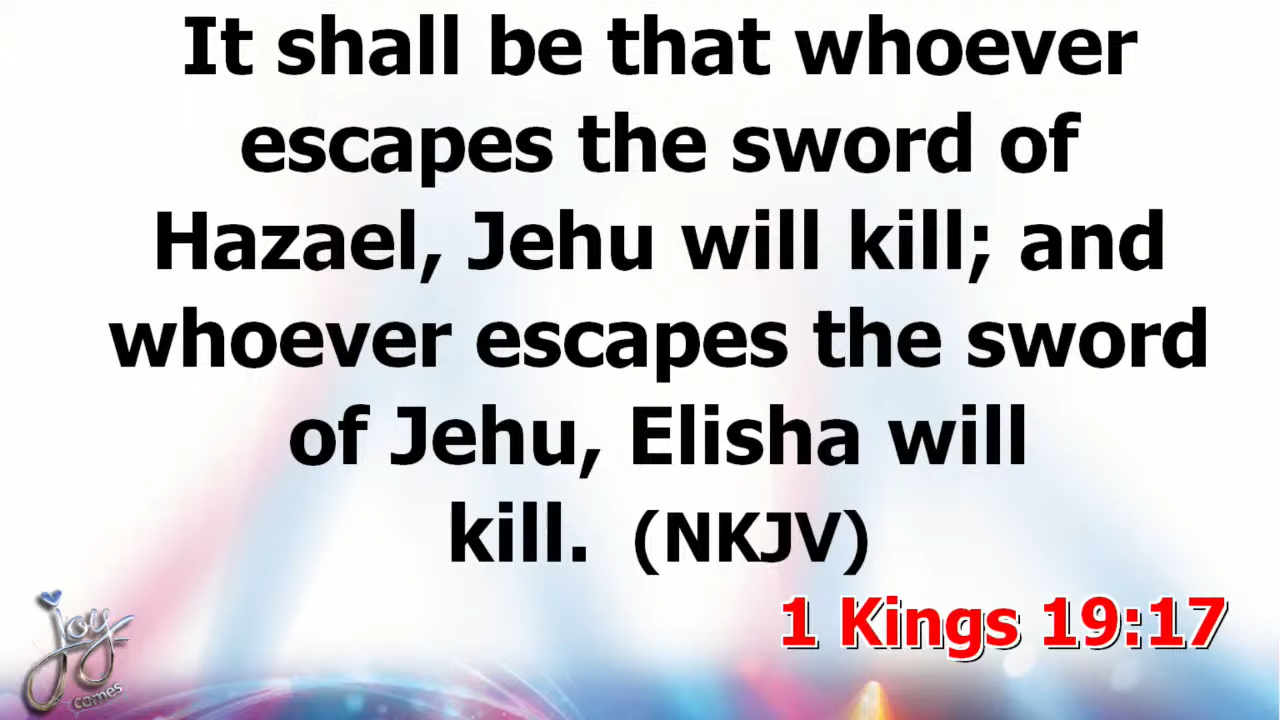 It shall be that whoever
escapes the sword of
Hazael, Jehu will kill; and
whoever escapes the sword
of Jehu, Elisha will
kill. (NKJV)
1 Kings 19:17
joy
comes